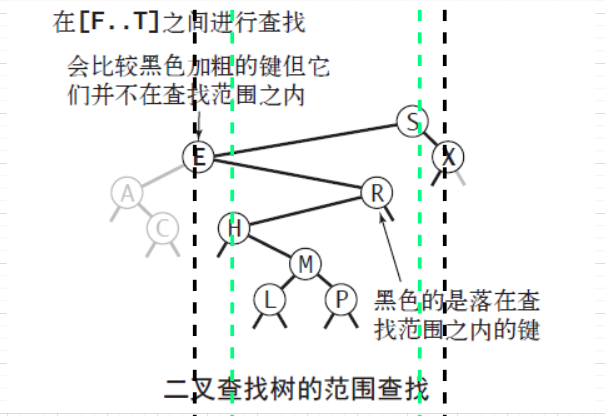 在[F..T]之间进行查找
会比较黑色加粗的键但它
们并不在查找范围之内
S
E
X
A
R
C
H
M
L
P
黑色的是落在查
找范围之内的键
二叉查找树的范围查找